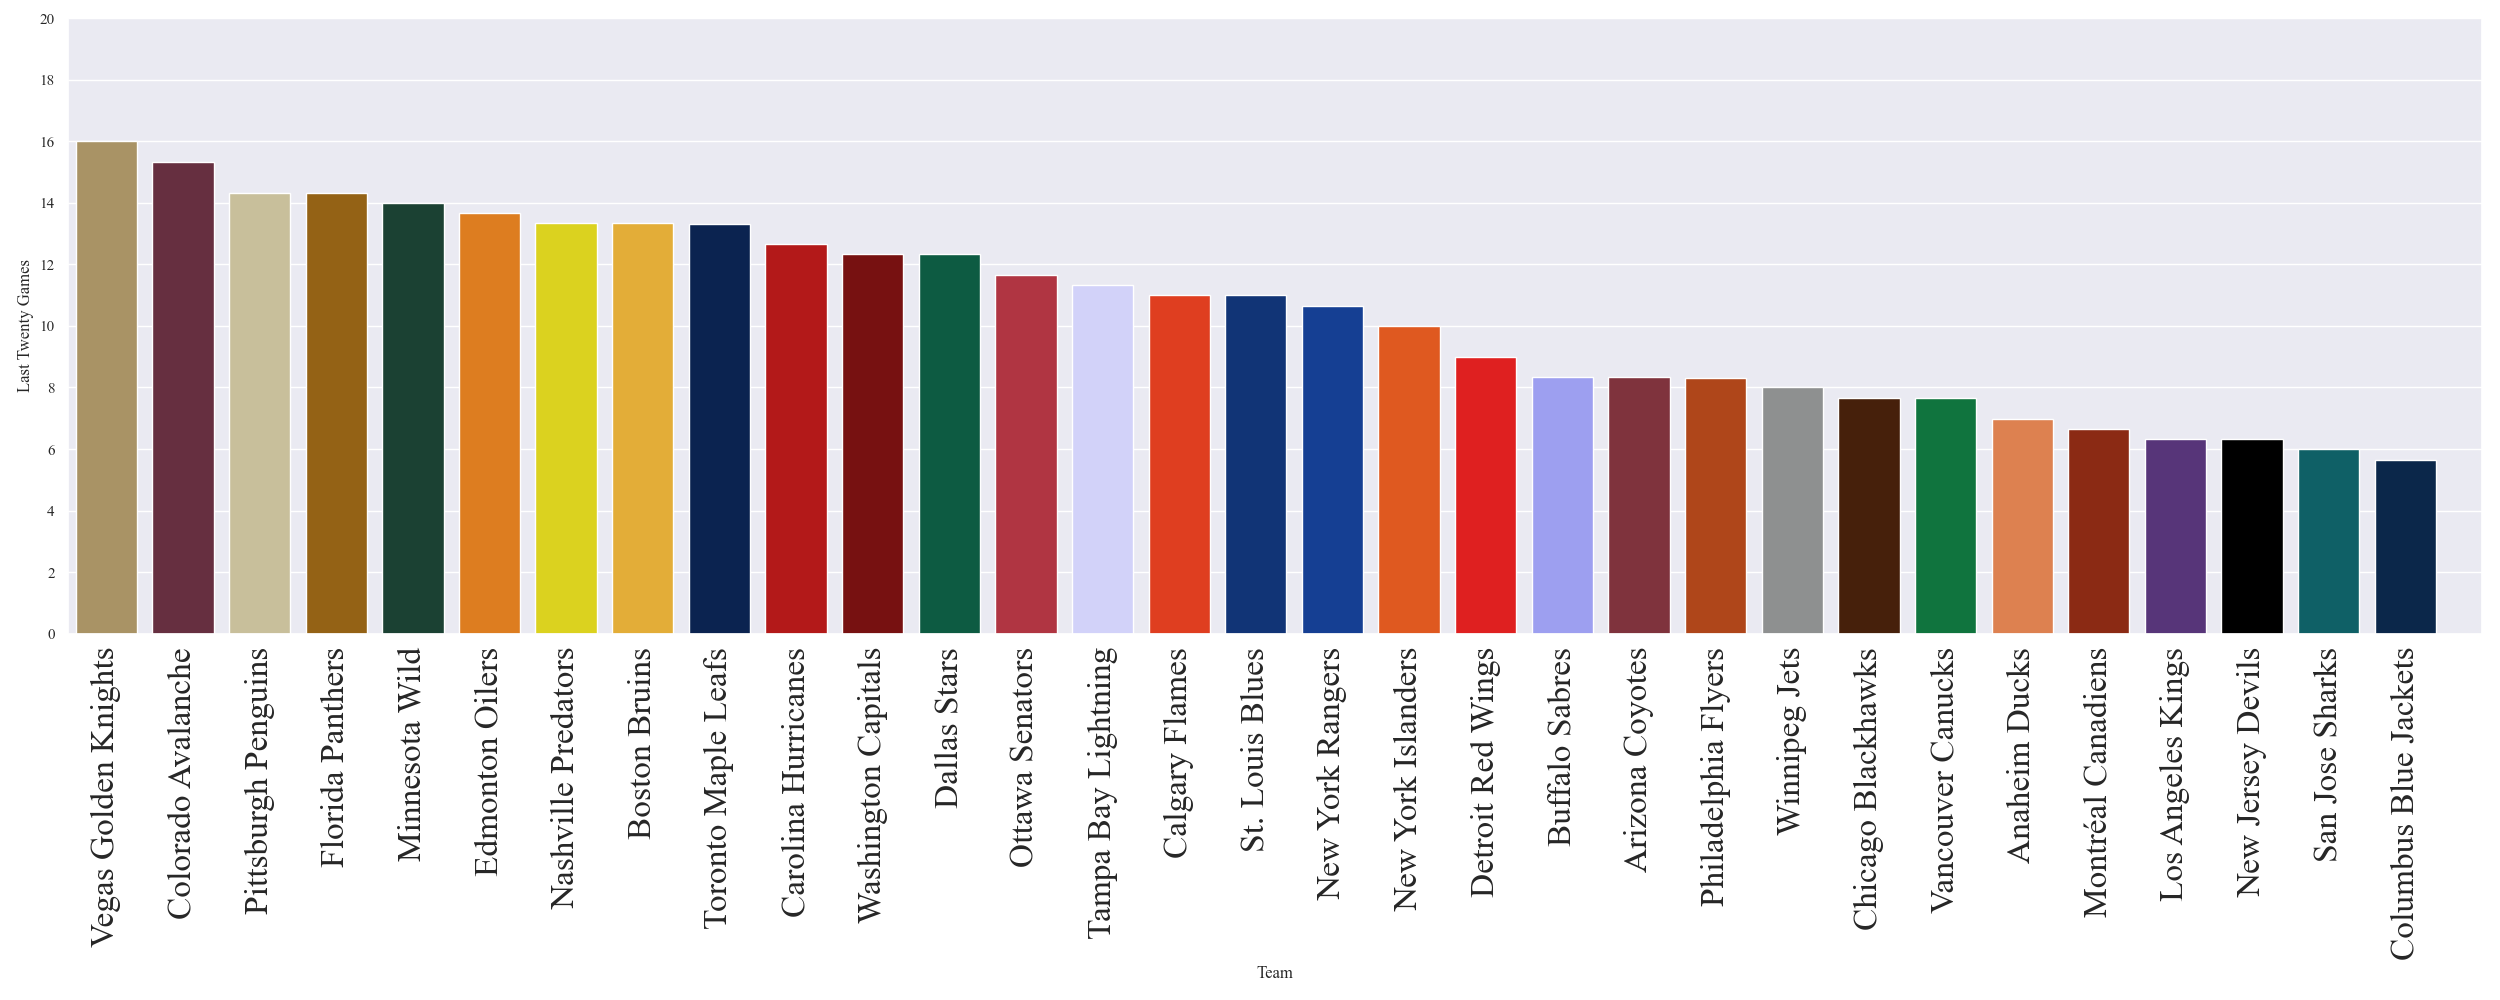 20
18
16
14
12
10
8
6
4
2
0
Last Twenty Games
Vegas Golden Knights
Colorado Avalanche
Pittsburgh Penguins
Florida Panthers
Minnesota Wild
Edmonton Oilers
Nashville Predators
Boston Bruins
Toronto Maple Leafs
Carolina Hurricanes
Washington Capitals
Dallas Stars
Ottawa Senators
Tampa Bay Lightning
Calgary Flames
St. Louis Blues
New York Rangers
New York Islanders
Detroit Red Wings
Buffalo Sabres
Arizona Coyotes
Philadelphia Flyers
Winnipeg Jets
Chicago Blackhawks
Vancouver Canucks
Anaheim Ducks
Montréal Canadiens
Los Angeles Kings
New Jersey Devils
San Jose Sharks
Columbus Blue Jackets
Team